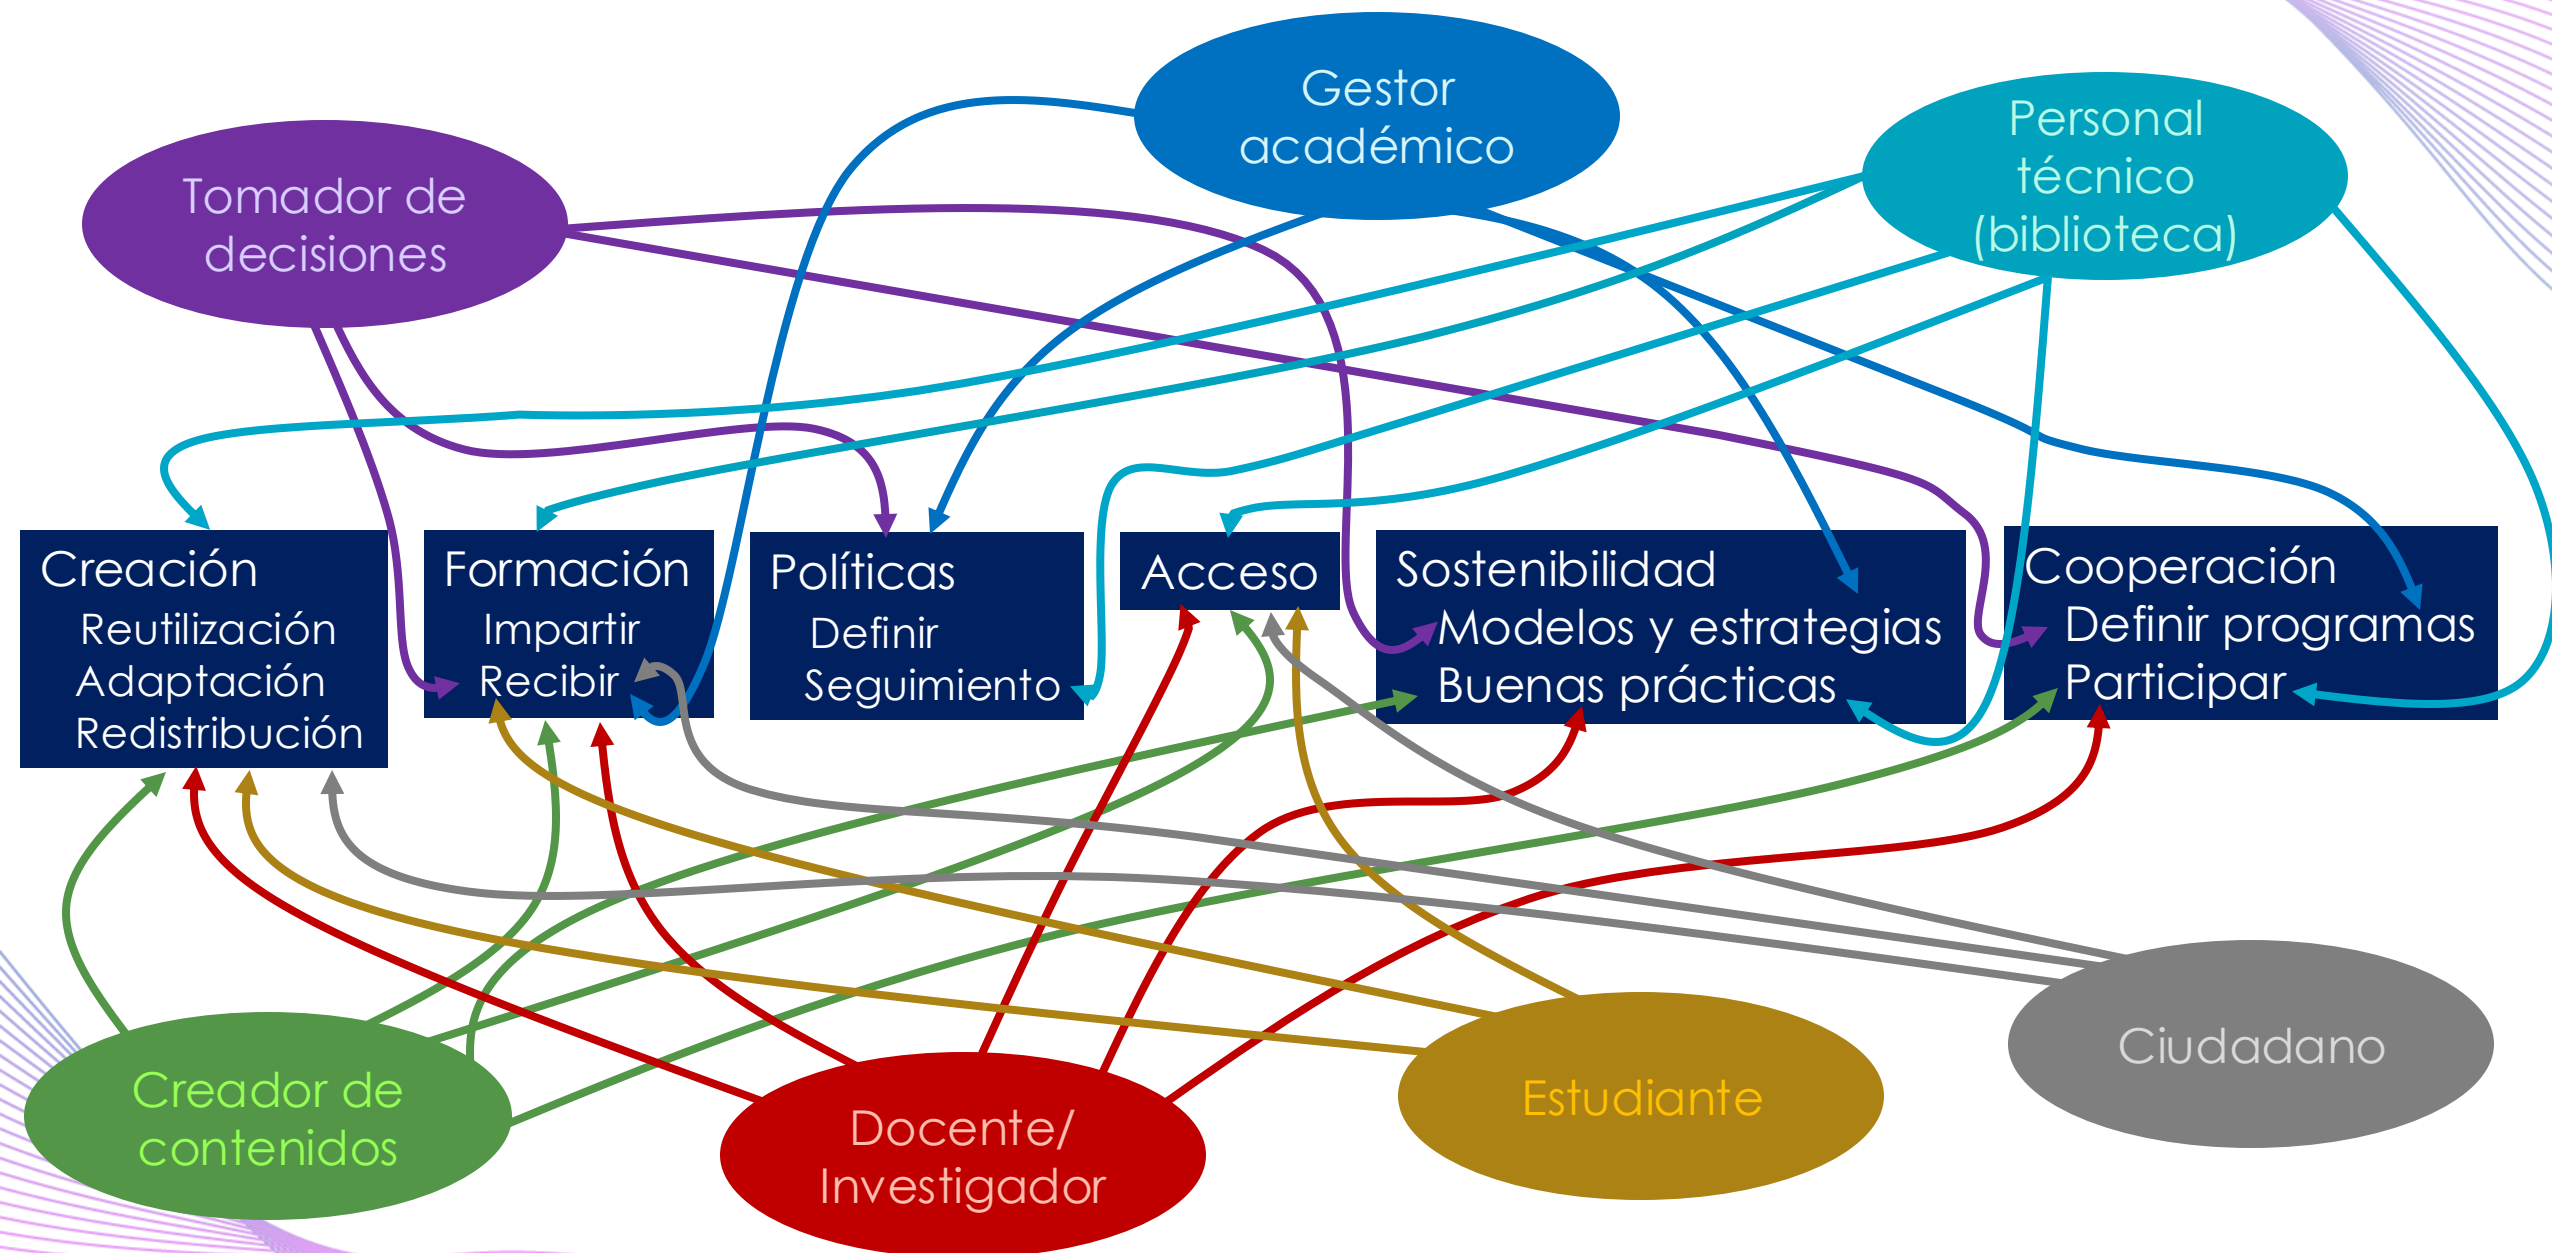 Gestor
académico
Personal
técnico
(biblioteca)
Tomador de
decisiones
Creación
Reutilización
Adaptación
Redistribución
Formación
Impartir
Recibir
Políticas
Definir
Seguimiento
Acceso
Sostenibilidad
Modelos y estrategias
Buenas prácticas
Cooperación
Definir programas
Participar
Creador de
contenidos
Docente/
Investigador
Estudiante
Ciudadano